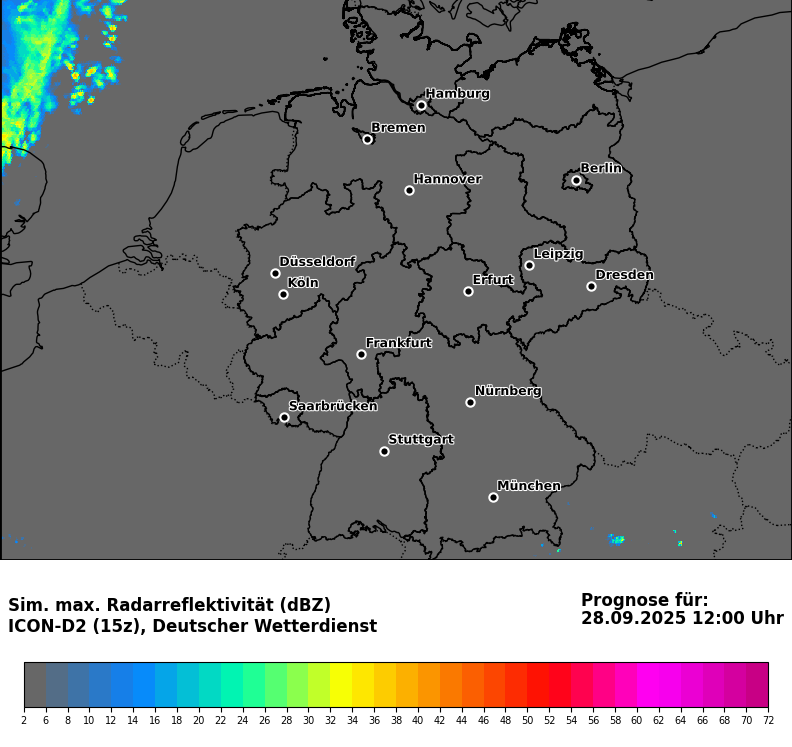 Hamburg
Bremen
Berlin
Hannover
Leipzig
Düsseldorf
Dresden
Köln
Erfurt
Frankfurt
Nürnberg
Saarbrücken
Stuttgart
München
Sim. max. Radarreflektivität (dBZ)
ICON-D2 (15z), Deutscher Wetterdienst
Prognose für:
28.09.2025 12:00 Uhr
2 6 8 10 12 14 16 18 20 22 24 26 28 30 32 34 36 38 40 42 44 46 48 50 52 54 56 58 60 62 64 66 68 70 72